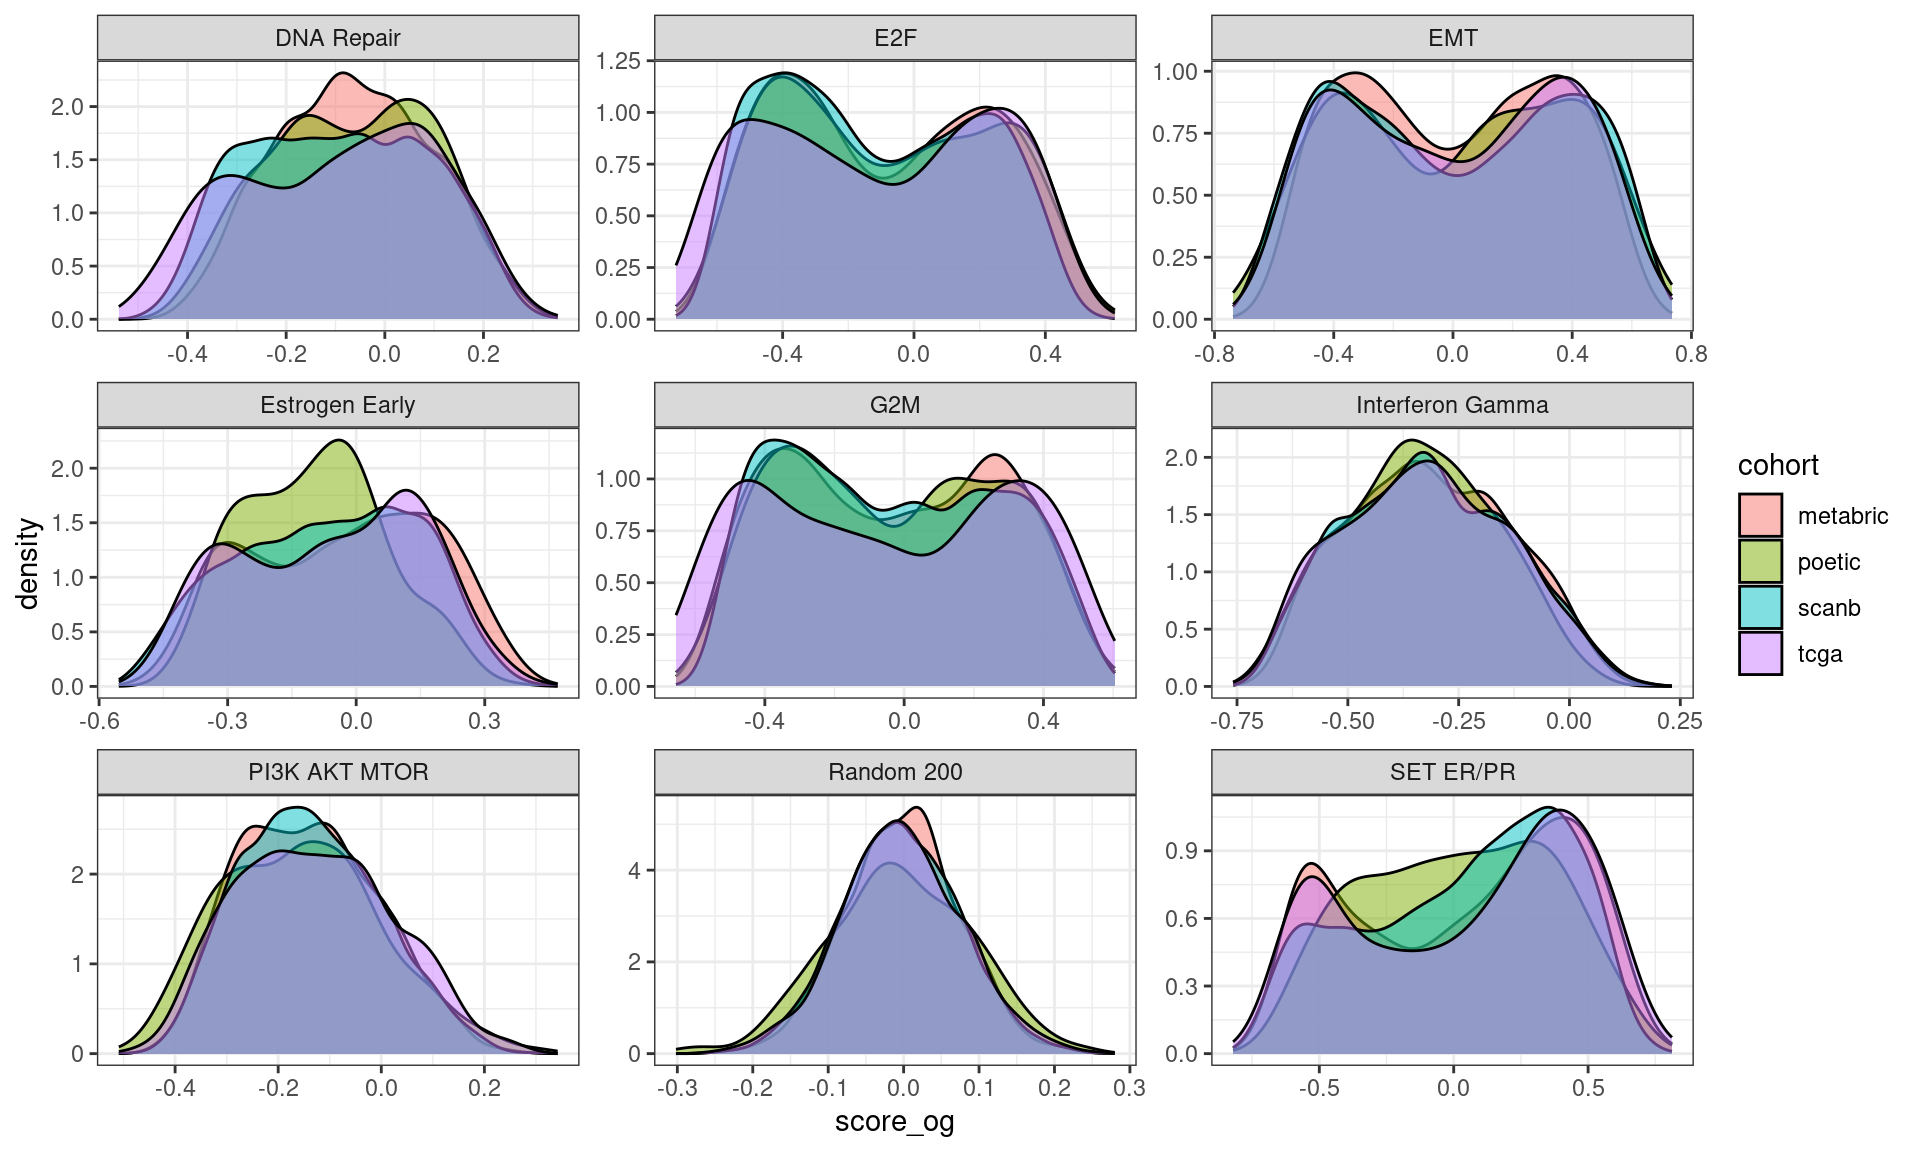 DNA Repair
E2F
EMT
2.0
1.5
1.0
0.5
0.0
1.25
1.00
0.75
0.50
0.25
0.00
1.00
0.75
0.50
0.25
0.00
-0.4 -0.2 0.0 0.2
-0.4 0.0 0.4
-0.8 -0.4 0.0 0.4 0.8
Estrogen Early
G2M
Interferon Gamma
2.0
1.5
1.0
0.5
0.0
1.00
0.75
0.50
0.25
0.00
2.0
1.5
1.0
0.5
0.0
-0.6 -0.3 0.0 0.3
-0.4 0.0 0.4
-0.75 -0.50 -0.25 0.00 0.25
PI3K AKT MTOR
Random 200
SET ER/PR
2
1
0
4
2
0
0.9
0.6
0.3
0.0
-0.4 -0.2 0.0 0.2
-0.3 -0.2 -0.1 0.0 0.1 0.2 0.3
-0.5 0.0 0.5
density
score_og
cohort
metabric
poetic
scanb
tcga